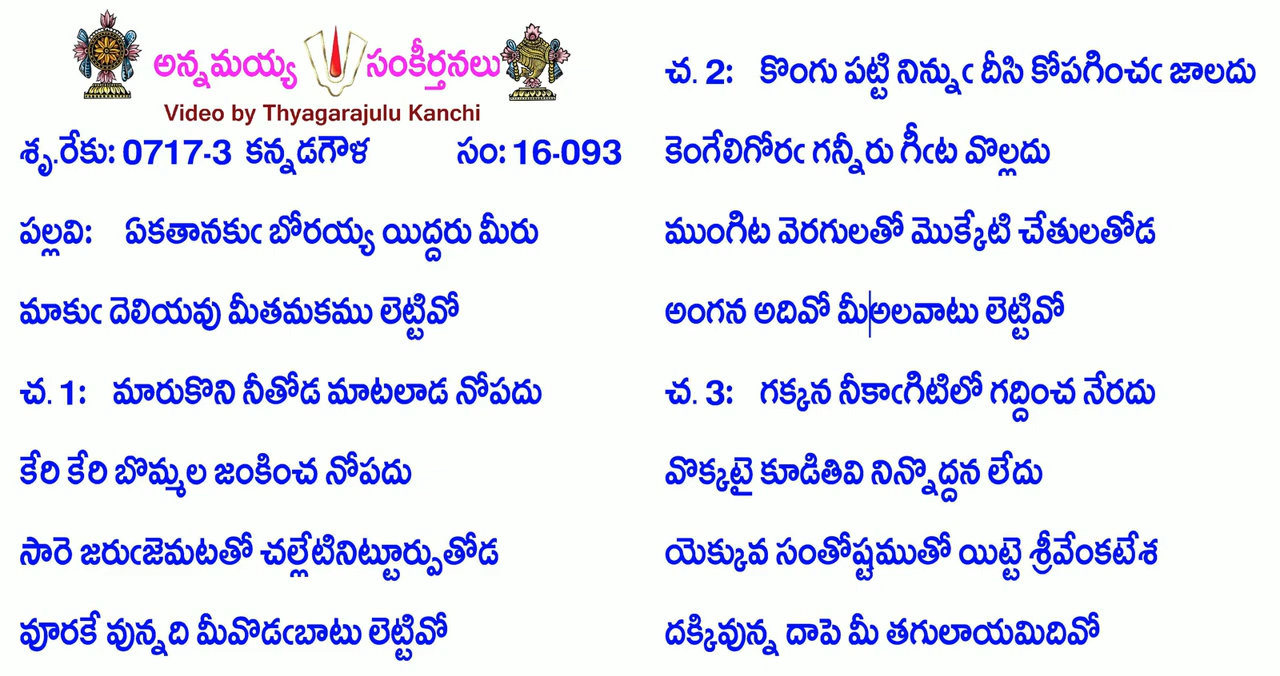 అన్నమయ్య సంకీర్తనలు
Video by Thyagarajulu Kanchi
శృ.రేకు: 0717-3 కన్నడగౌళ సం: 16-093
పల్లవి: ఏకతానకుఁ బోరయ్య యిద్దరు మీరు
మాకుఁ దెలియవు మీతమకము లెట్టివో
చ. 1: మారుకొని నీతోడ మాటలాడ నోపదు
కేరి కేరి బొమ్మల జంకించ నోపదు
సారె జరుఁజెమటతో చల్లేటినిట్టూర్పుతోడ
వూరకే వున్నది మీవొడఁబాటు లెట్టివో
చ. 2: కొంగు పట్టి నిన్నుఁ దీసి కోపగించఁ జాలదు
కెంగేలిగోరఁ గన్నీరు గీఁట వొల్లదు
ముంగిట వెరగులతో మొక్కేటి చేతులతోడ
అంగన అదివో మీఅలవాటు లెట్టివో
చ. 3: గక్కన నీకాఁగిటిలో గద్దించ నేరదు
వొక్కటై కూడితివి నిన్నొద్దన లేదు
యెక్కువ సంతోష్టముతో యిట్టె శ్రీవేంకటేశ
దక్కివున్న దాపె మీ తగులాయమిదివో